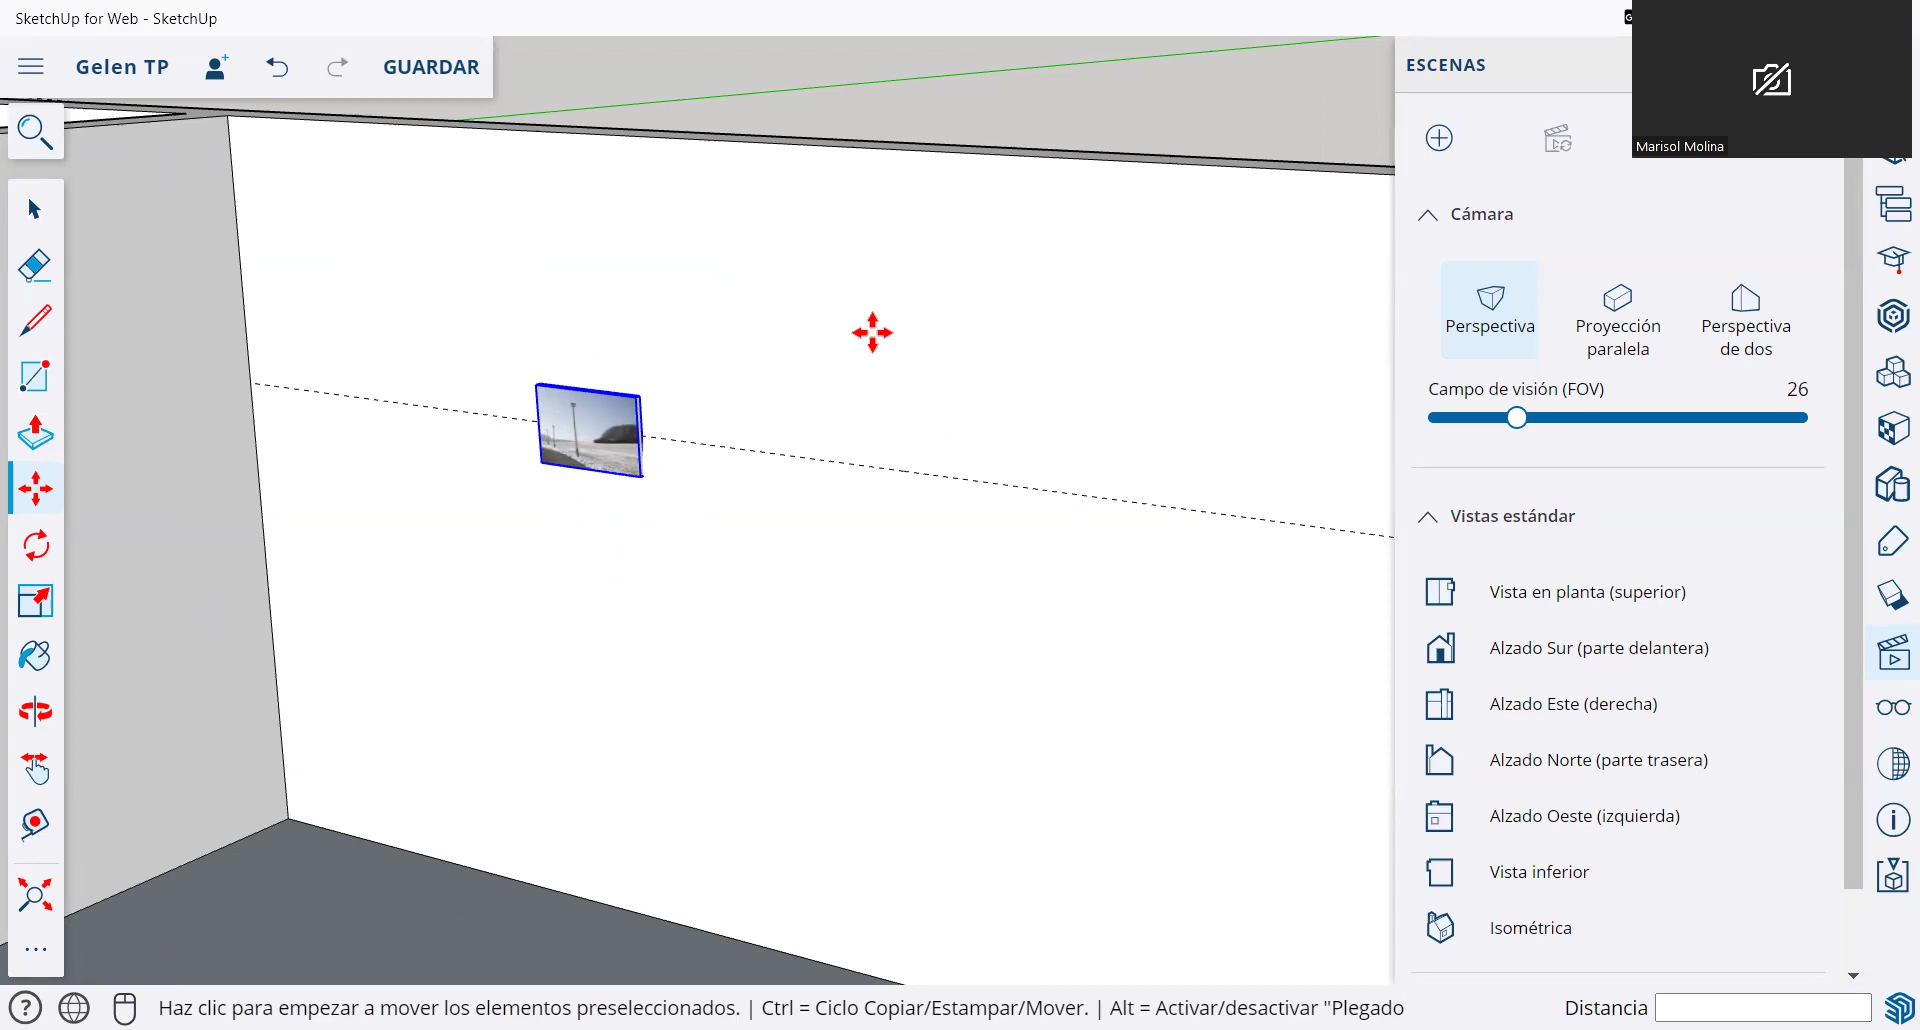 SketchUp for Web - SketchUp
Gelen TP
GUARDAR
ESCENAS
Marisol Molina
Cámara
Perspectiva
Proyección paralela
Perspectiva de dos
Campo de visión (FOV)
26
Vistas estándar
Vista en planta (superior)
Alzado Sur (parte delantera)
Alzado Este (derecha)
Alzado Norte (parte trasera)
Alzado Oeste (izquierda)
Vista inferior
Isométrica
Haz clic para empezar a mover los elementos preseleccionados. | Ctrl = Ciclo Copiar/Estampar/Mover. | Alt = Activar/desactivar "Plegado
Distancia